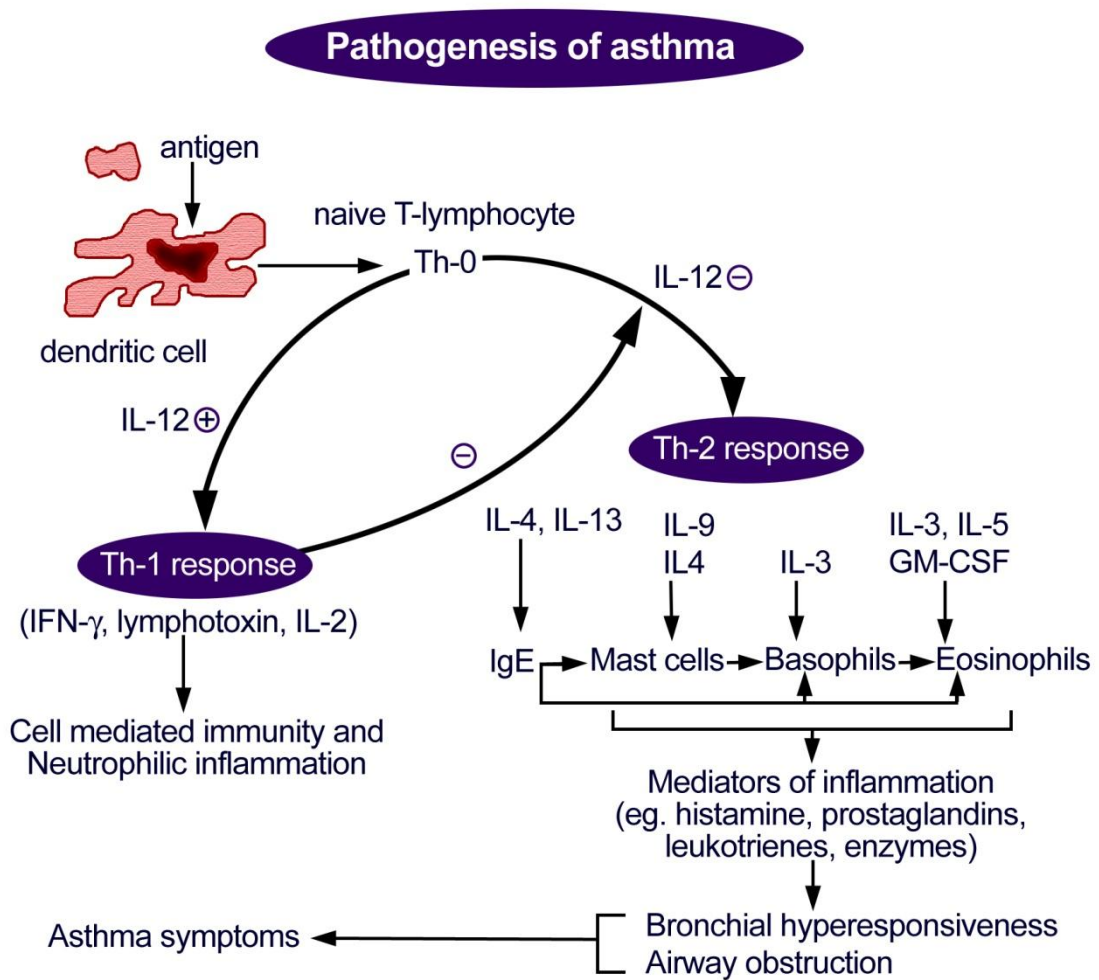 Pathogenesis of asthma
antigen
naive T-lymphocyte
Th-0
IL-12 ⊖
dendritic cell
IL-12 ⊕
⊖
Th-2 response
Th-1 response
(IFN-γ, lymphotoxin, IL-2)
Cell mediated immunity and
Neutrophilic inflammation
IL-4, IL-13
IL-9
IL4
IL-3
IL-3, IL-5
GM-CSF
IgE
Mast cells
Basophils
Eosinophils
Mediators of inflammation
(eg. histamine, prostaglandins,
leukotrienes, enzymes)
Bronchial hyperesponsiveness
Airway obstruction
Asthma symptoms